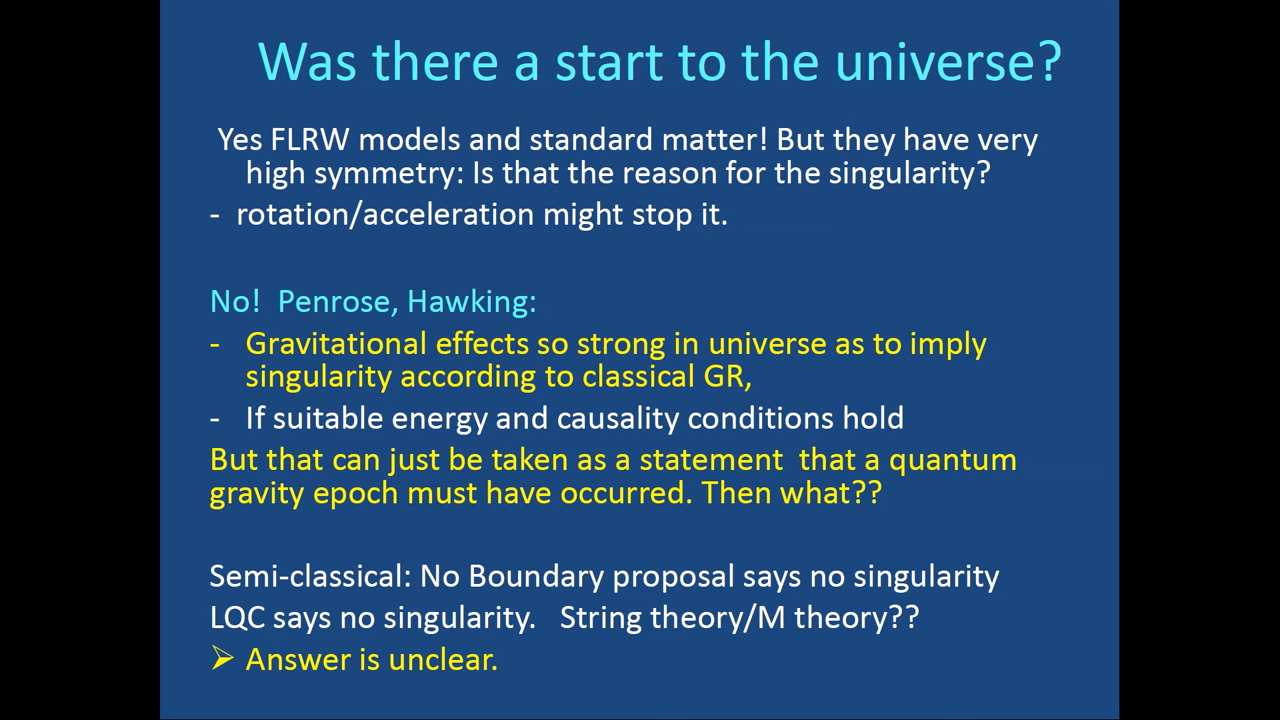 Was there a start to the universe?
Yes FLRW models and standard matter! But they have very
high symmetry: Is that the reason for the singularity?
- rotation/acceleration might stop it.
No! Penrose, Hawking:
- Gravitational effects so strong in universe as to imply
singularity according to classical GR,
- If suitable energy and causality conditions hold
But that can just be taken as a statement that a quantum
gravity epoch must have occurred. Then what??
Semi-classical: No Boundary proposal says no singularity
LQC says no singularity. String theory/M theory??
➢ Answer is unclear.